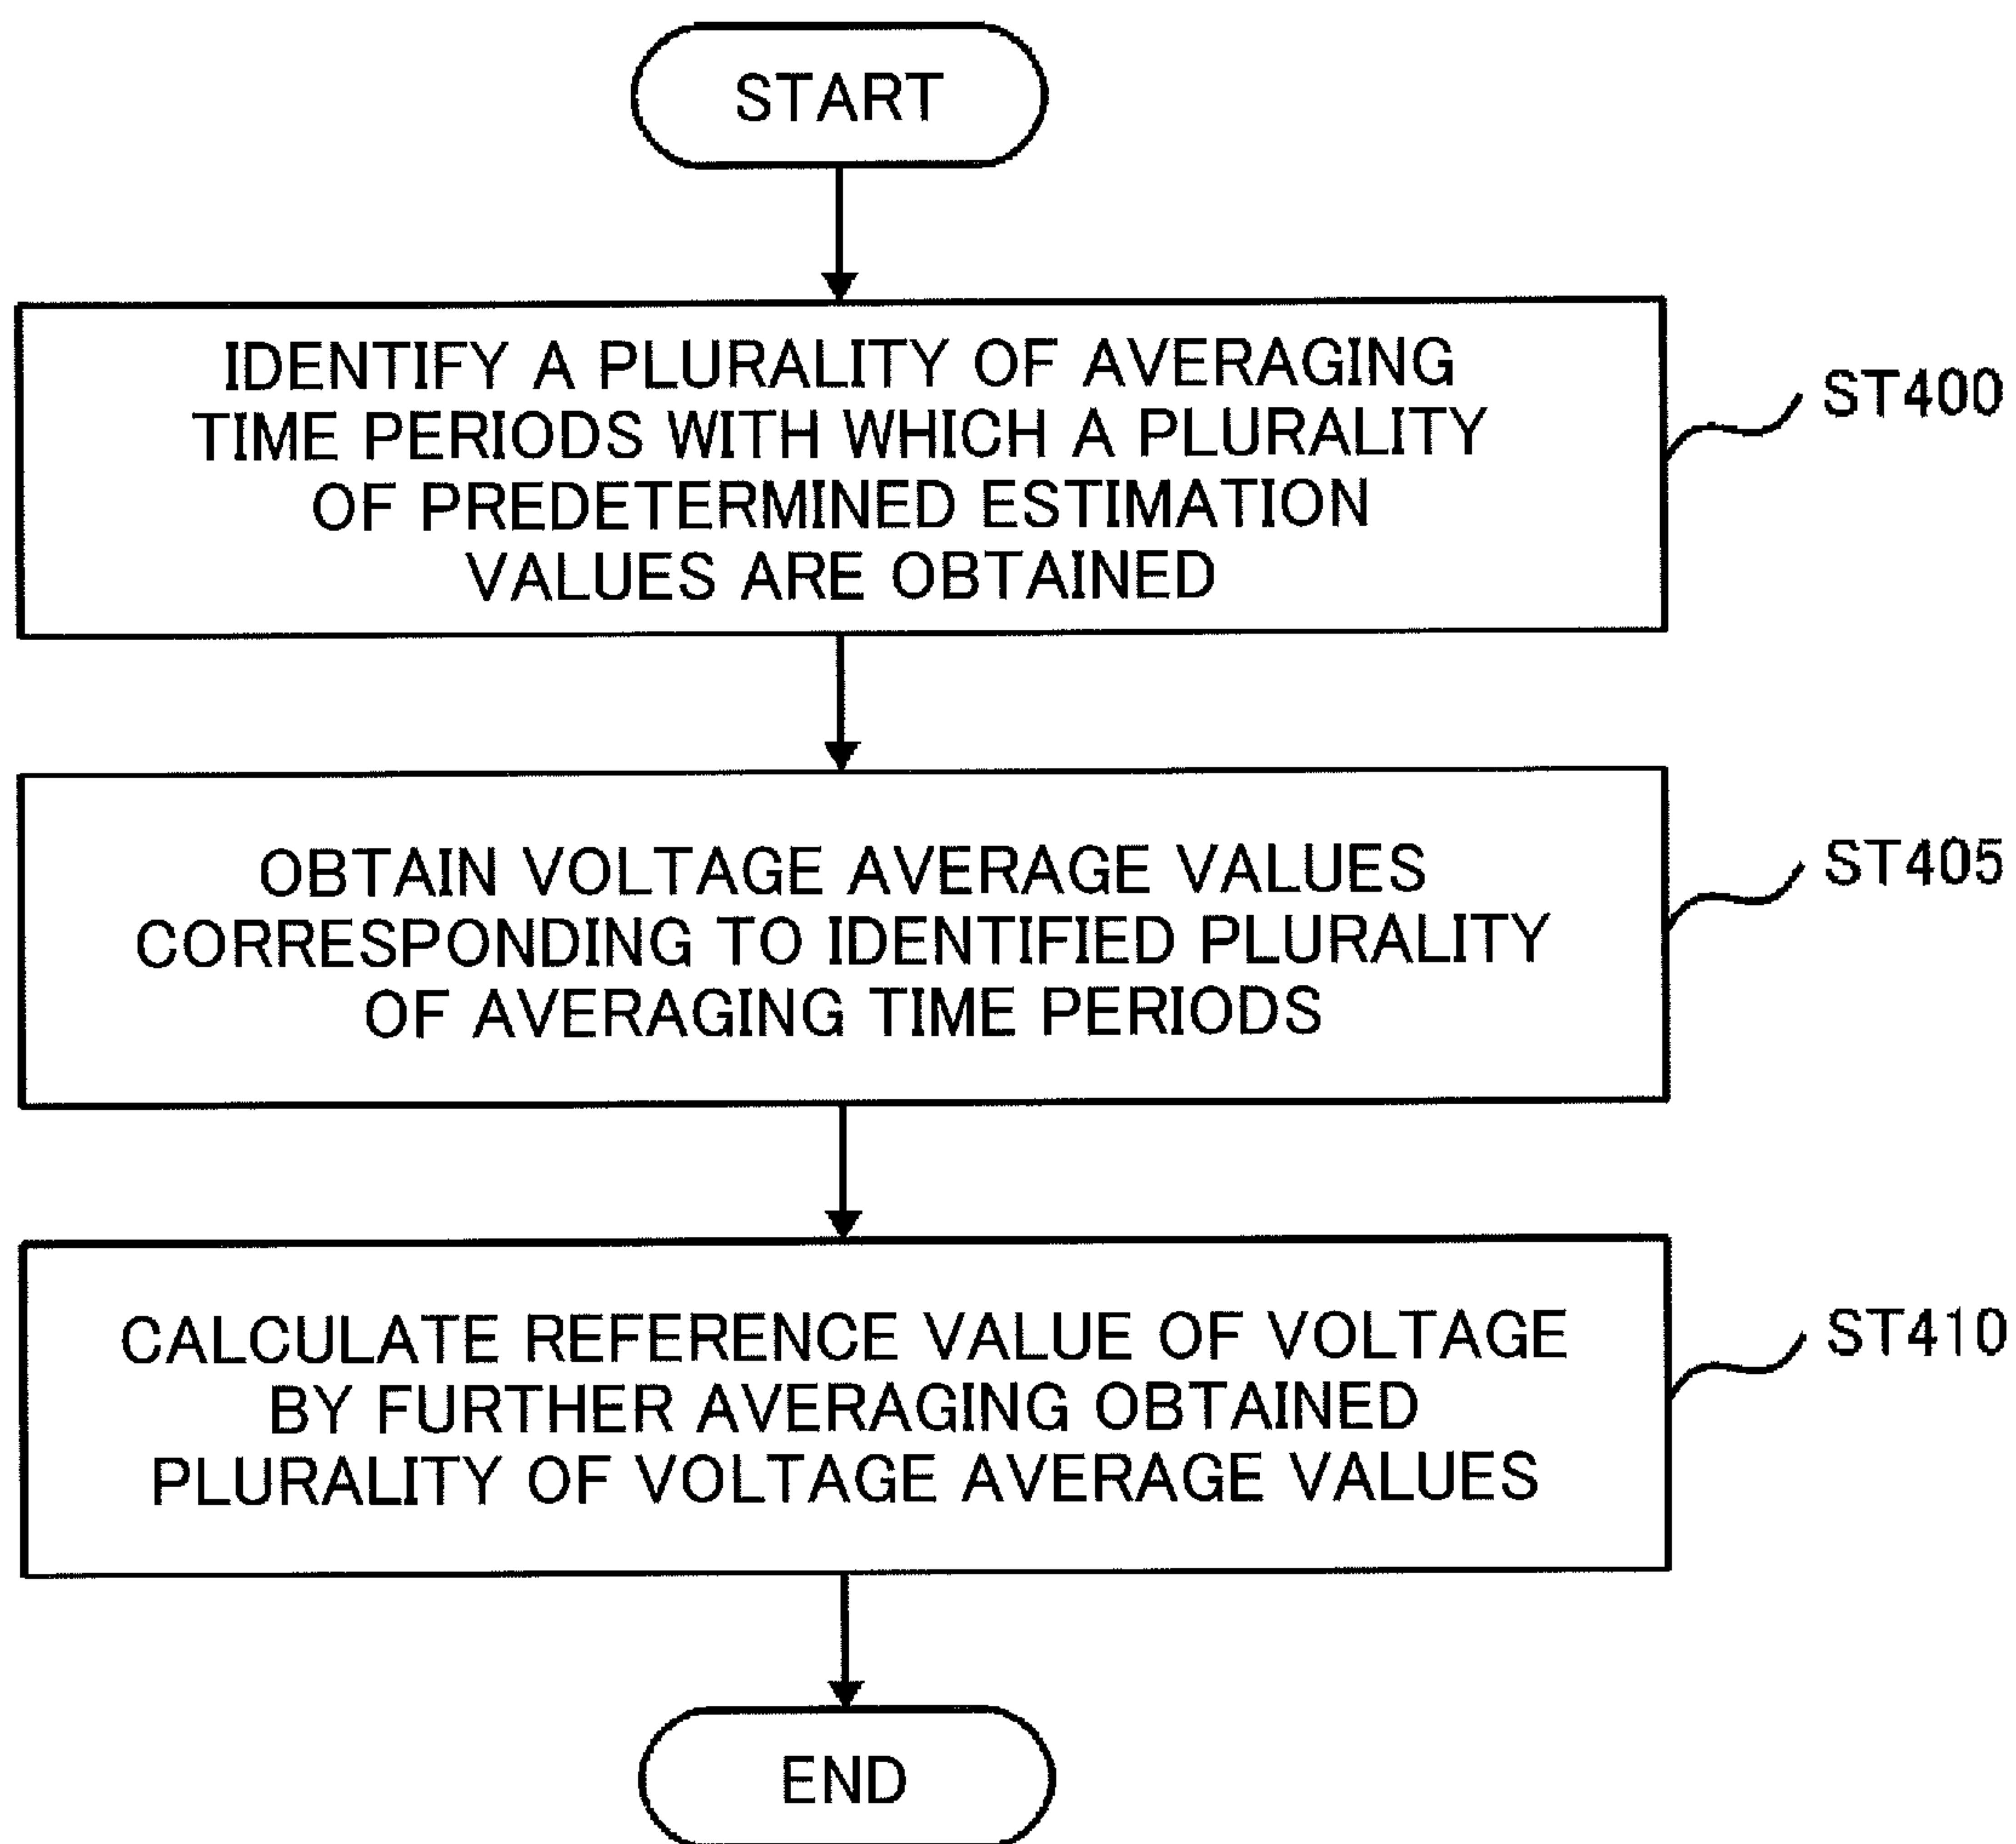 START
IDENTIFY A PLURALITY OF AVERAGING
TIME PERIODS WITH WHICH A PLURALITY
OF PREDETERMINED ESTIMATION
VALUES ARE OBTAINED
ST400
OBTAIN VOLTAGE AVERAGE VALUES
CORRESPONDING TO IDENTIFIED PLURALITY
OF AVERAGING TIME PERIODS
ST405
CALCULATE REFERENCE VALUE OF VOLTAGE
BY FURTHER AVERAGING OBTAINED
PLURALITY OF VOLTAGE AVERAGE VALUES
ST410
END